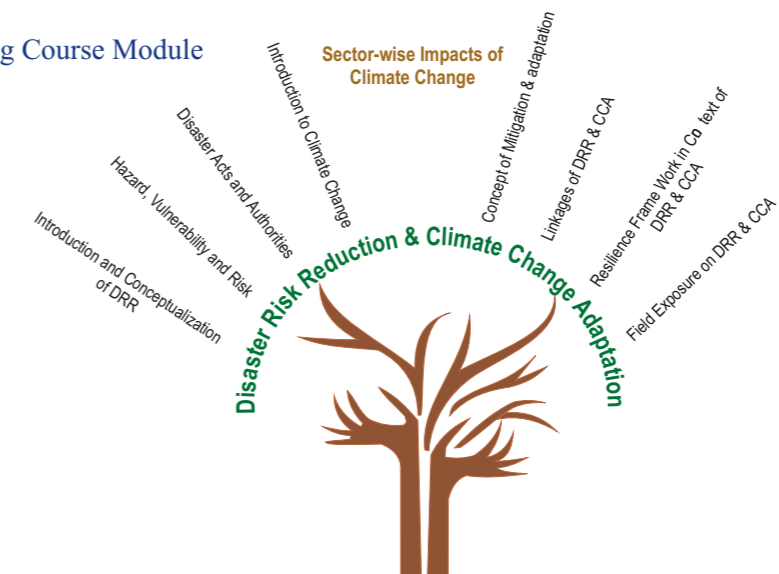 g Course Module
Introduction and Conceptualization
of DRR
Hazard, Vulnerability and Risk
Disaster Acts and Authorities
Introduction to Climate Change
Sector-wise Impacts of
Climate Change
Concept of Mitigation & adaptation
Linkages of DRR & CCA
Resilience Frame Work in Co text of
DRR & CCA
Field Exposure on DRR & CCA
Disaster Risk Reduction & Climate Change Adaptation